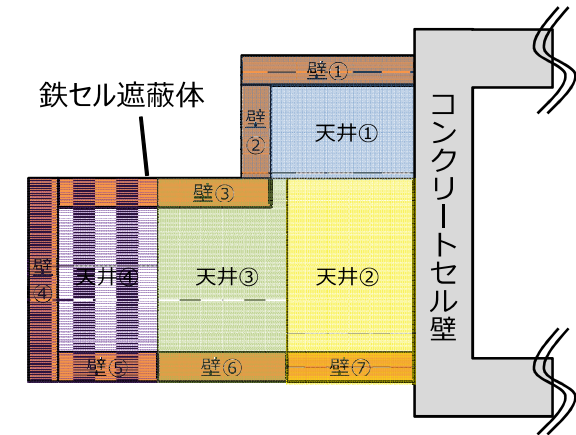 壁①
鉄セル遮蔽体
壁②
天井①
コンクリートセル壁
壁③
壁④
天井④
天井③
天井②
壁⑤
壁⑥
壁⑦